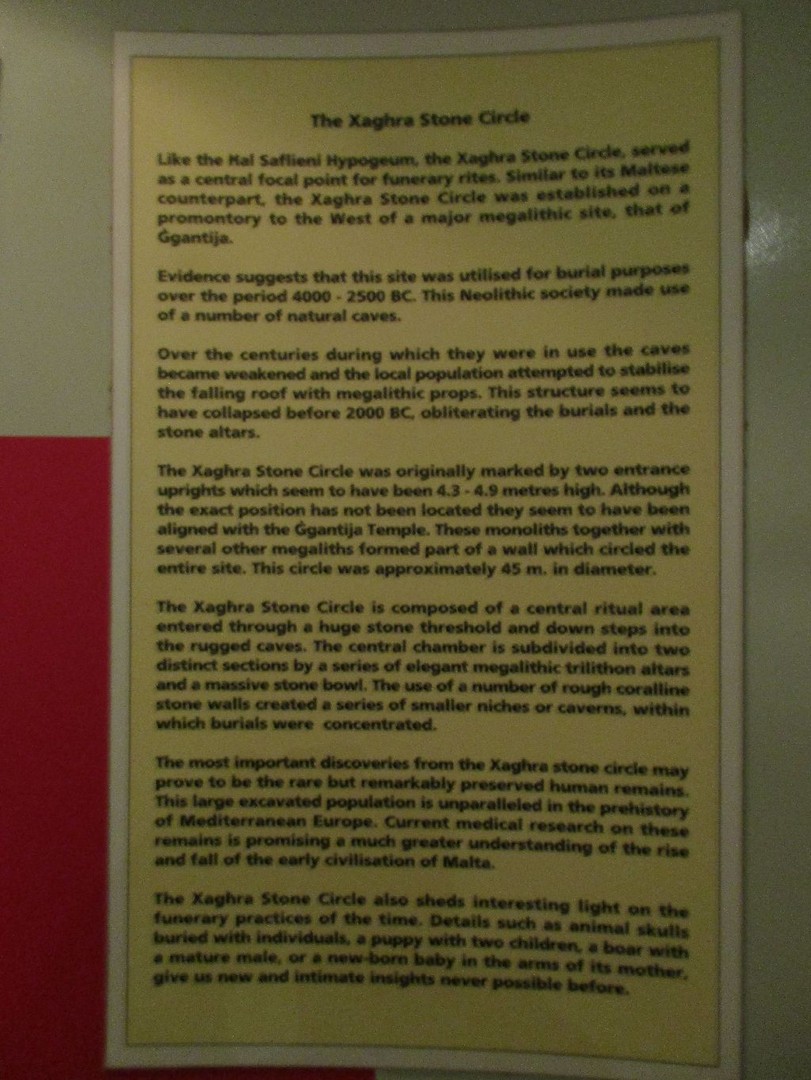 The Xaghra Stone Circle
Like the Hal Saflieni Hypogeum, the Xaghra Stone Circle, served
as a central focal point for funerary rites. Similar to its Maltese
counterpart, the Xaghra Stone Circle was established on a
promontory to the West of a major megalithic site, that of
Ġgantija.
Evidence suggests that this site was utilised for burial purposes
over the period 4000 - 2500 BC. This Neolithic society made use
of a number of natural caves.
Over the centuries during which they were in use the caves
became weakened and the local population attempted to stabilise
the falling roof with megalithic props. This structure seems to
have collapsed before 2000 BC, obliterating the burials and the
stone altars.
The Xaghra Stone Circle was originally marked by two entrance
uprights which seem to have been 4.3 - 4.9 metres high. Although
the exact position has not been located they seem to have been
aligned with the Ġgantija Temple. These monoliths together with
several other megaliths formed part of a wall which circled the
entire site. This circle was approximately 45 m. in diameter.
The Xaghra Stone Circle is composed of a central ritual area
entered through a huge stone threshold and down steps into
the rugged caves. The central chamber is subdivided into two
distinct sections by a series of elegant megalithic trilithon altars
and a massive stone bowl. The use of a number of rough coralline
stone walls created a series of smaller niches or caverns, within
which burials were concentrated.
The most important discoveries from the Xaghra stone circle may
prove to be the rare but remarkably preserved human remains.
This large excavated population is unparalleled in the prehistory
of Mediterranean Europe. Current medical research on these
remains is promising a much greater understanding of the rise
and fall of the early civilisation of Malta.
The Xaghra Stone Circle also sheds interesting light on the
funerary practices of the time. Details such as animal skulls
buried with individuals, a puppy with two children, a boar with
a mature male, or a new-born baby in the arms of its mother,
give us new and intimate insights never possible before.